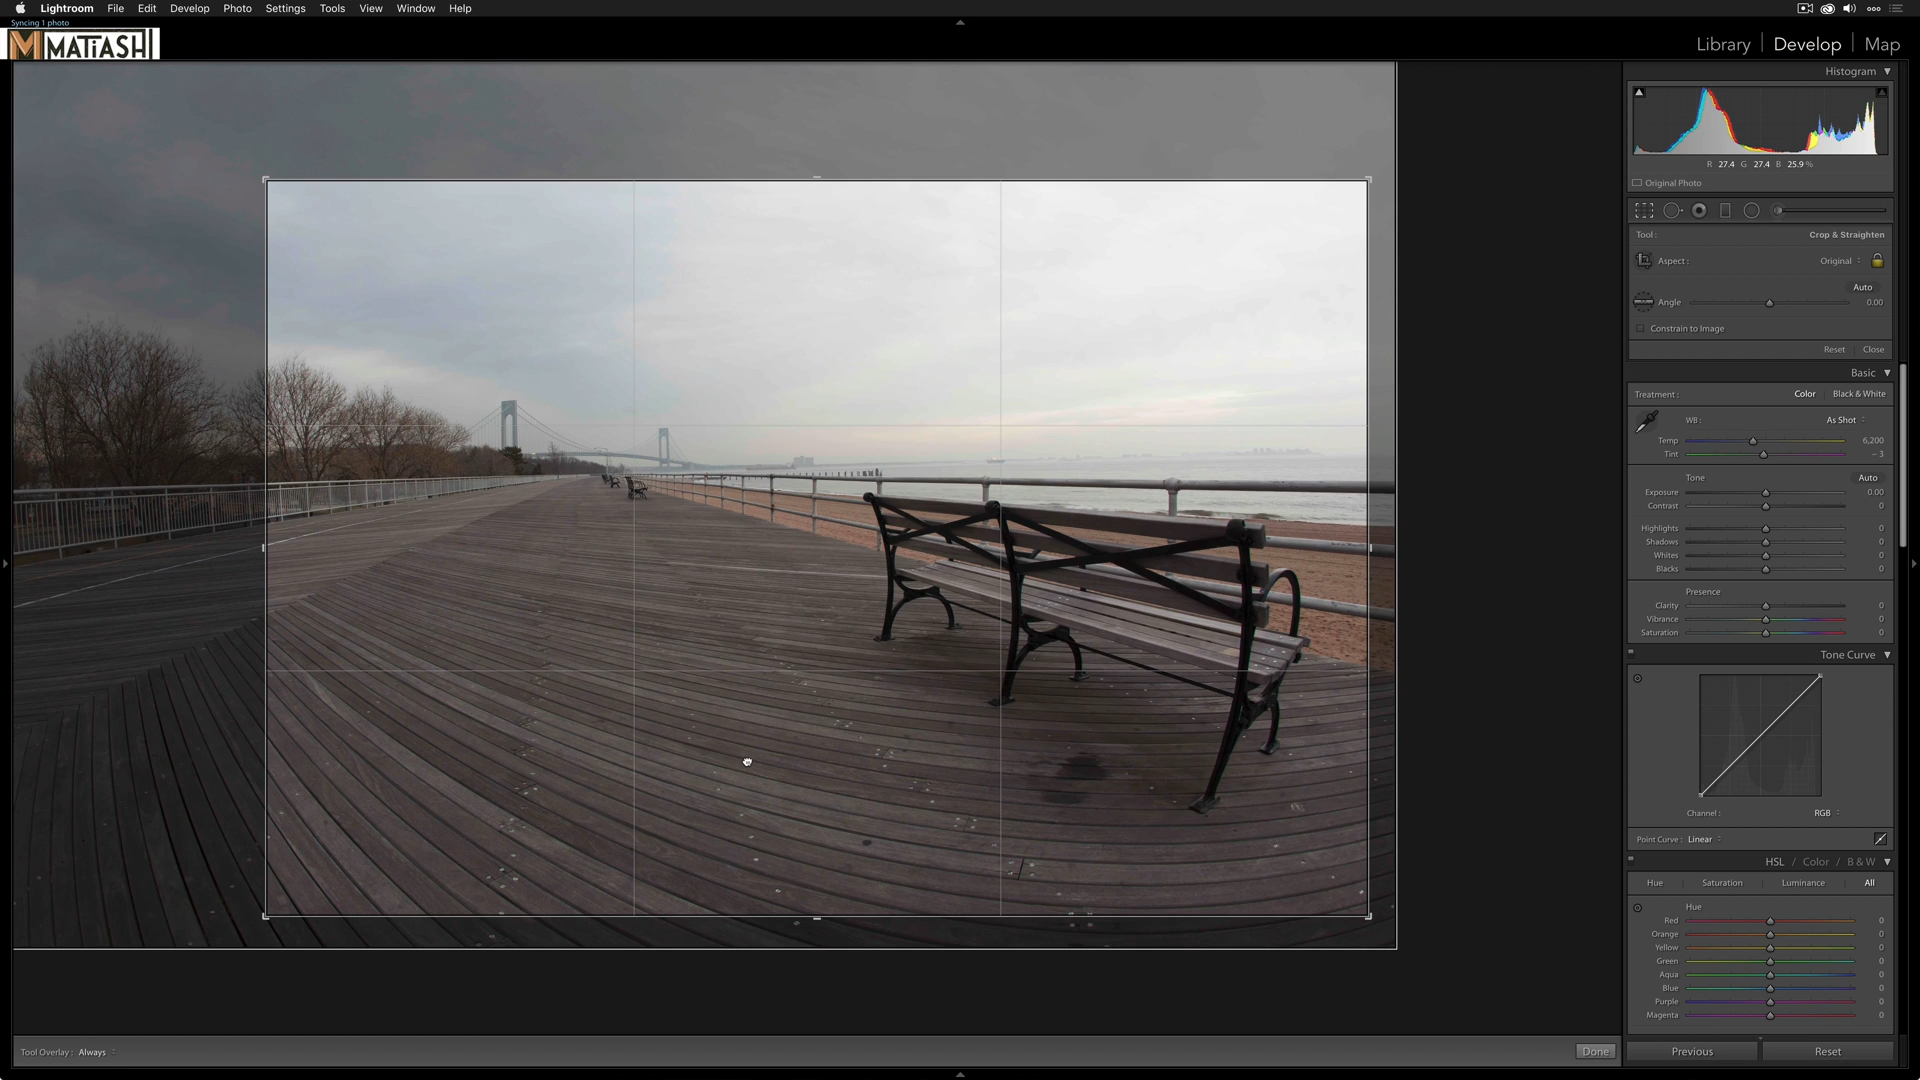 Lightroom File Edit Develop Photo Settings Tools View Window Help
Syncing 1 photo
MATiASH
Library Develop Map
Histogram
R 27.4 G 27.4 B 25.9 %
Original Photo
Tool : Crop & Straighten
Aspect : Original
Auto
Angle 0.00
Constrain to Image
Reset Close
Basic
Treatment : Color Black & White
WB : As Shot
Temp 6,200
Tint – 3
Tone Auto
Exposure 0.00
Contrast 0
Highlights 0
Shadows 0
Whites 0
Blacks 0
Presence
Clarity 0
Vibrance 0
Saturation 0
Tone Curve
Channel : RGB
Point Curve : Linear
HSL / Color / B & W
Hue Saturation Luminance All
Hue
Red 0
Orange 0
Yellow 0
Green 0
Aqua 0
Blue 0
Purple 0
Magenta 0
Tool Overlay : Always Done Previous Reset